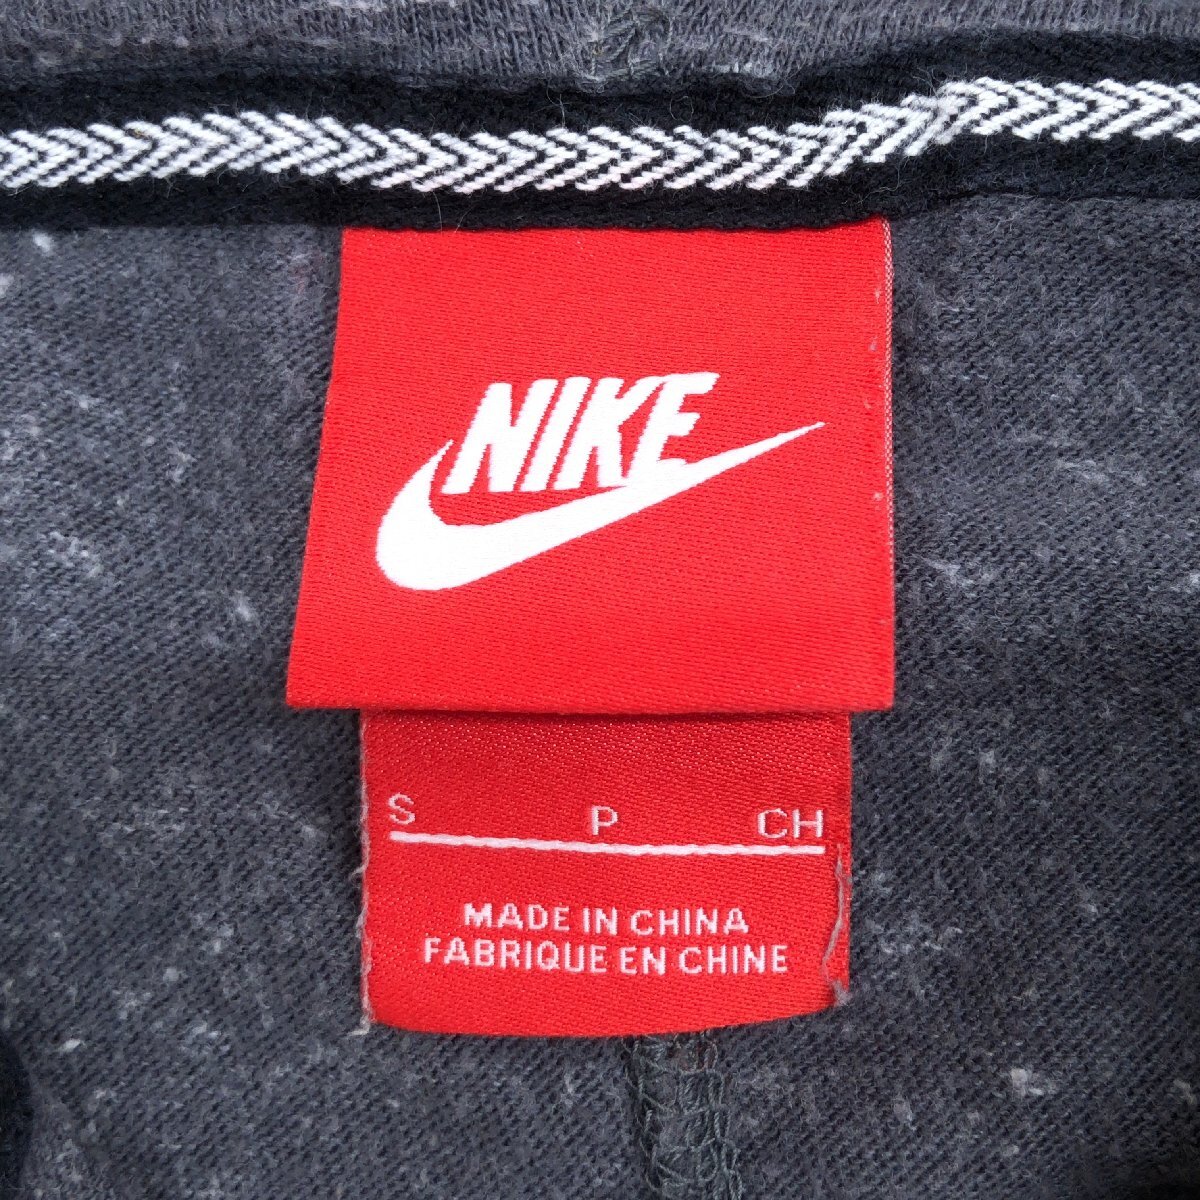 NIKE
S P CH
MADE IN CHINA
FABRIQUE EN CHINE